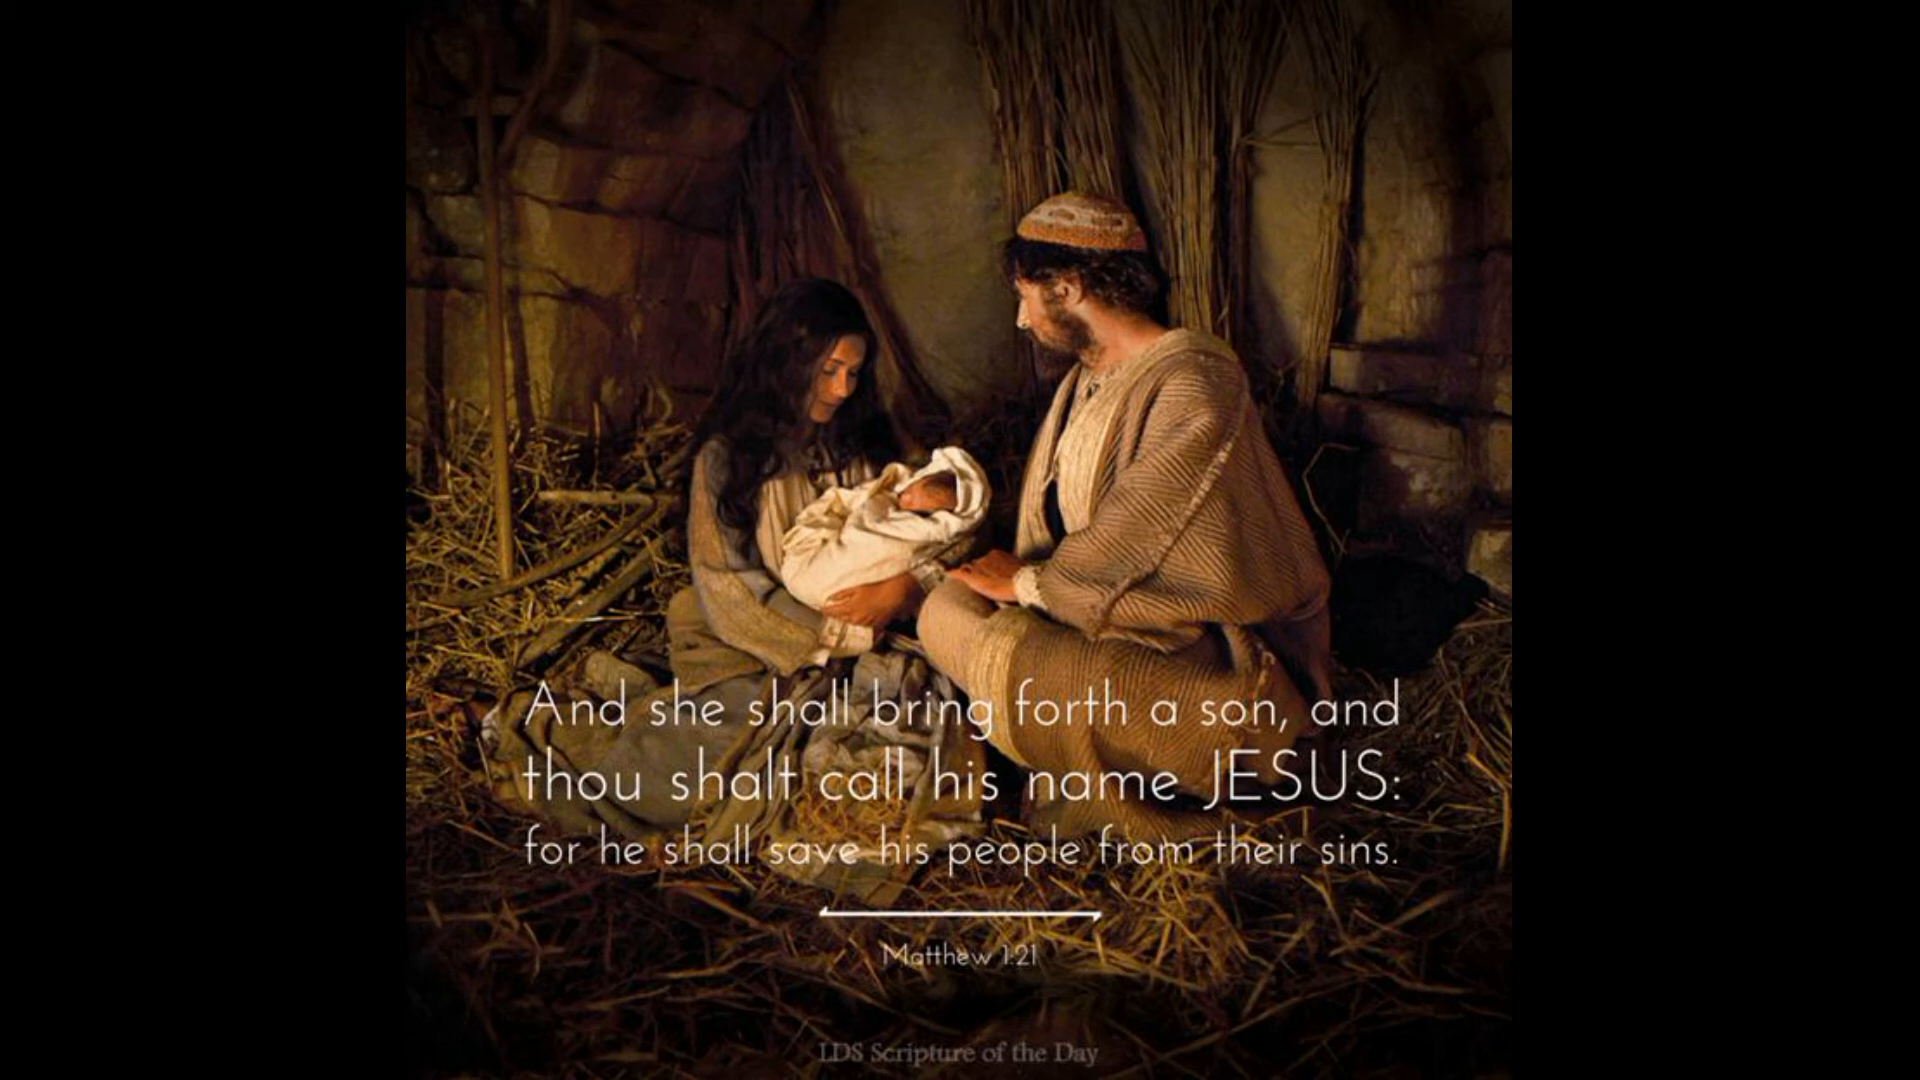 And she shall bring forth a son, and
thou shalt call his name JESUS:
for he shall save his people from their sins.
Matthew 1:21
LDS Scripture of the Day